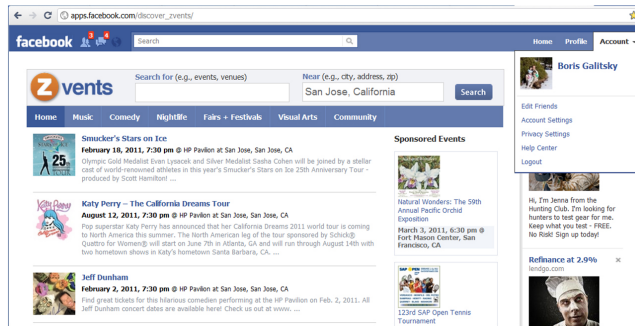 apps.facebook.com/discover_zvents/
facebook 3 4 Search Home Profile Account
Boris Galitsky
Edit Friends
Account Settings
Privacy Settings
Help Center
Logout
Z vents
Search for (e.g., events, venues) Near (e.g., city, address, zip)
San Jose, California Search
Home Music Comedy Nightlife Fairs + Festivals Visual Arts Community
25
Smucker's Stars on Ice
February 18, 2011, 7:30 pm @ HP Pavilion at San Jose, San Jose, CA
Olympic Gold Medalist Evan Lysacek and Silver Medalist Sasha Cohen will be joined by a stellar
cast of world-renowned athletes in this year's Smucker's Stars on Ice 25th Anniversary Tour -
produced by Scott Hamilton! ...
Katy Perry – The California Dreams Tour
August 12, 2011, 7:30 pm @ HP Pavilion at San Jose, San Jose, CA
Pop superstar Katy Perry has announced that her California Dreams 2011 world tour is coming
to North America this summer. The North American leg of the tour sponsored by Schick®
Quattro for Women® will start on June 7th in Atlanta, GA and will run through August 14th with
two hometown shows in Katy's hometown Santa Barbara, CA. ...
Jeff Dunham
February 2, 2011, 7:30 pm @ HP Pavilion at San Jose, San Jose, CA
Find great tickets for this hilarious comedien performing at the HP Pavilion on Feb. 2, 2011. All
Jeff Dunham concert dates are available here! Check us out at www. ...
Sponsored Events
Natural Wonders: The 59th
Annual Pacific Orchid
Exposition
March 3, 2011, 6:30 pm @
Fort Mason Center, San
Francisco, CA
SAP OPEN
123rd SAP Open Tennis
Tournament
Hi, I'm Jenna from the
Hunting Club. I'm looking for
hunters to test gear for me.
Keep what you test - FREE.
No Risk! Sign up today!
Refinance at 2.9%
lendgo.com